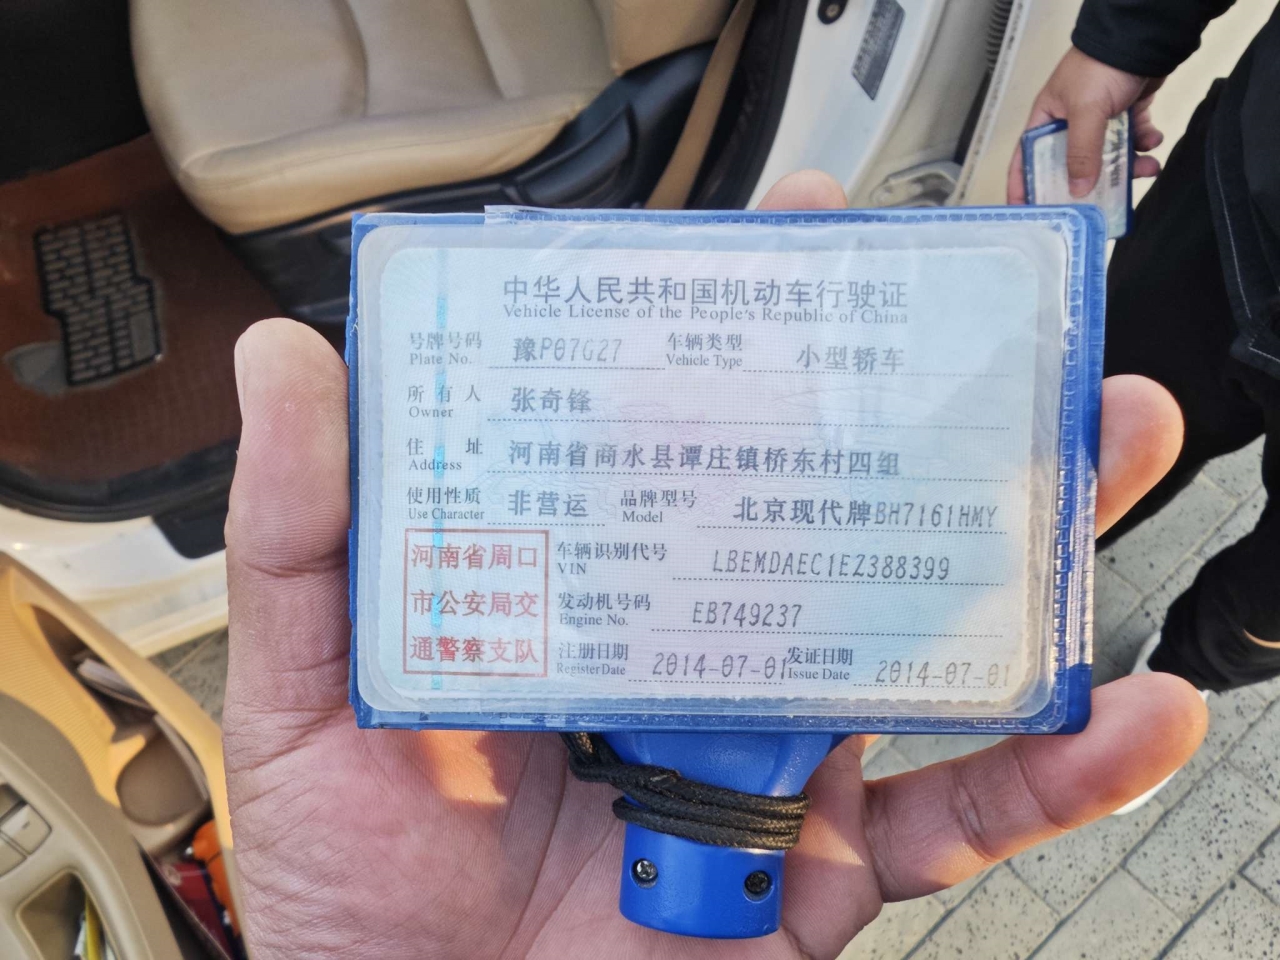 中华人民共和国机动车行驶证
Vehicle License of the People's Republic of China
号牌号码 豫P07G27 车辆类型 小型轿车
Plate No. Vehicle Type
所有人 张奇锋
Owner
住址 河南省商水县谭庄镇桥东村四组
Address
使用性质 非营运 品牌型号 北京现代牌BH7161HMY
Use Character Model
河南省周口
市公安局交
通警察支队
车辆识别代号 LBEMDAEC1EZ388399
VIN
发动机号码 EB749237
Engine No.
注册日期 2014-07-01 发证日期 2014-07-01
Register Date Issue Date